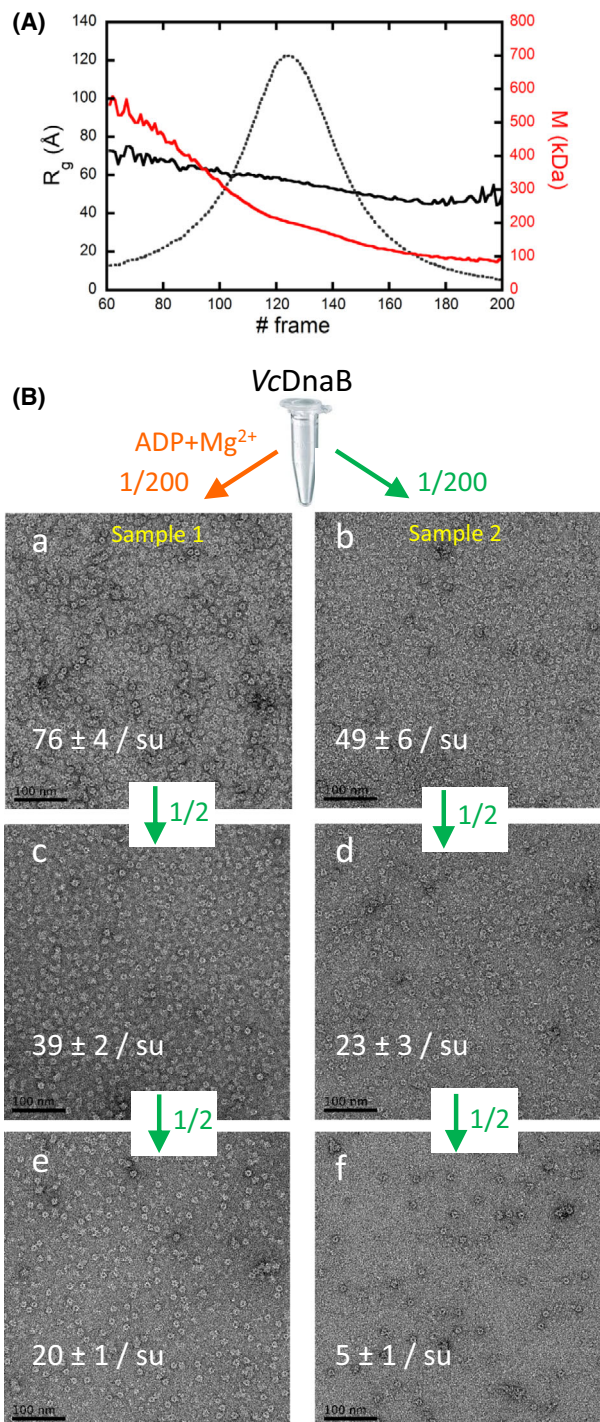 (A)
140
120
100
80
60
40
20
0
Rg (Å)
800
700
600
500
400
300
200
100
0
M (kDa)
60 80 100 120 140 160 180 200
# frame
(B)
VcDnaB
ADP+Mg²⁺
1/200
1/200
a
Sample 1
76 ± 4 / su
100 nm
b
Sample 2
49 ± 6 / su
100 nm
1/2
1/2
c
39 ± 2 / su
100 nm
d
23 ± 3 / su
100 nm
1/2
1/2
e
20 ± 1 / su
100 nm
f
5 ± 1 / su
100 nm